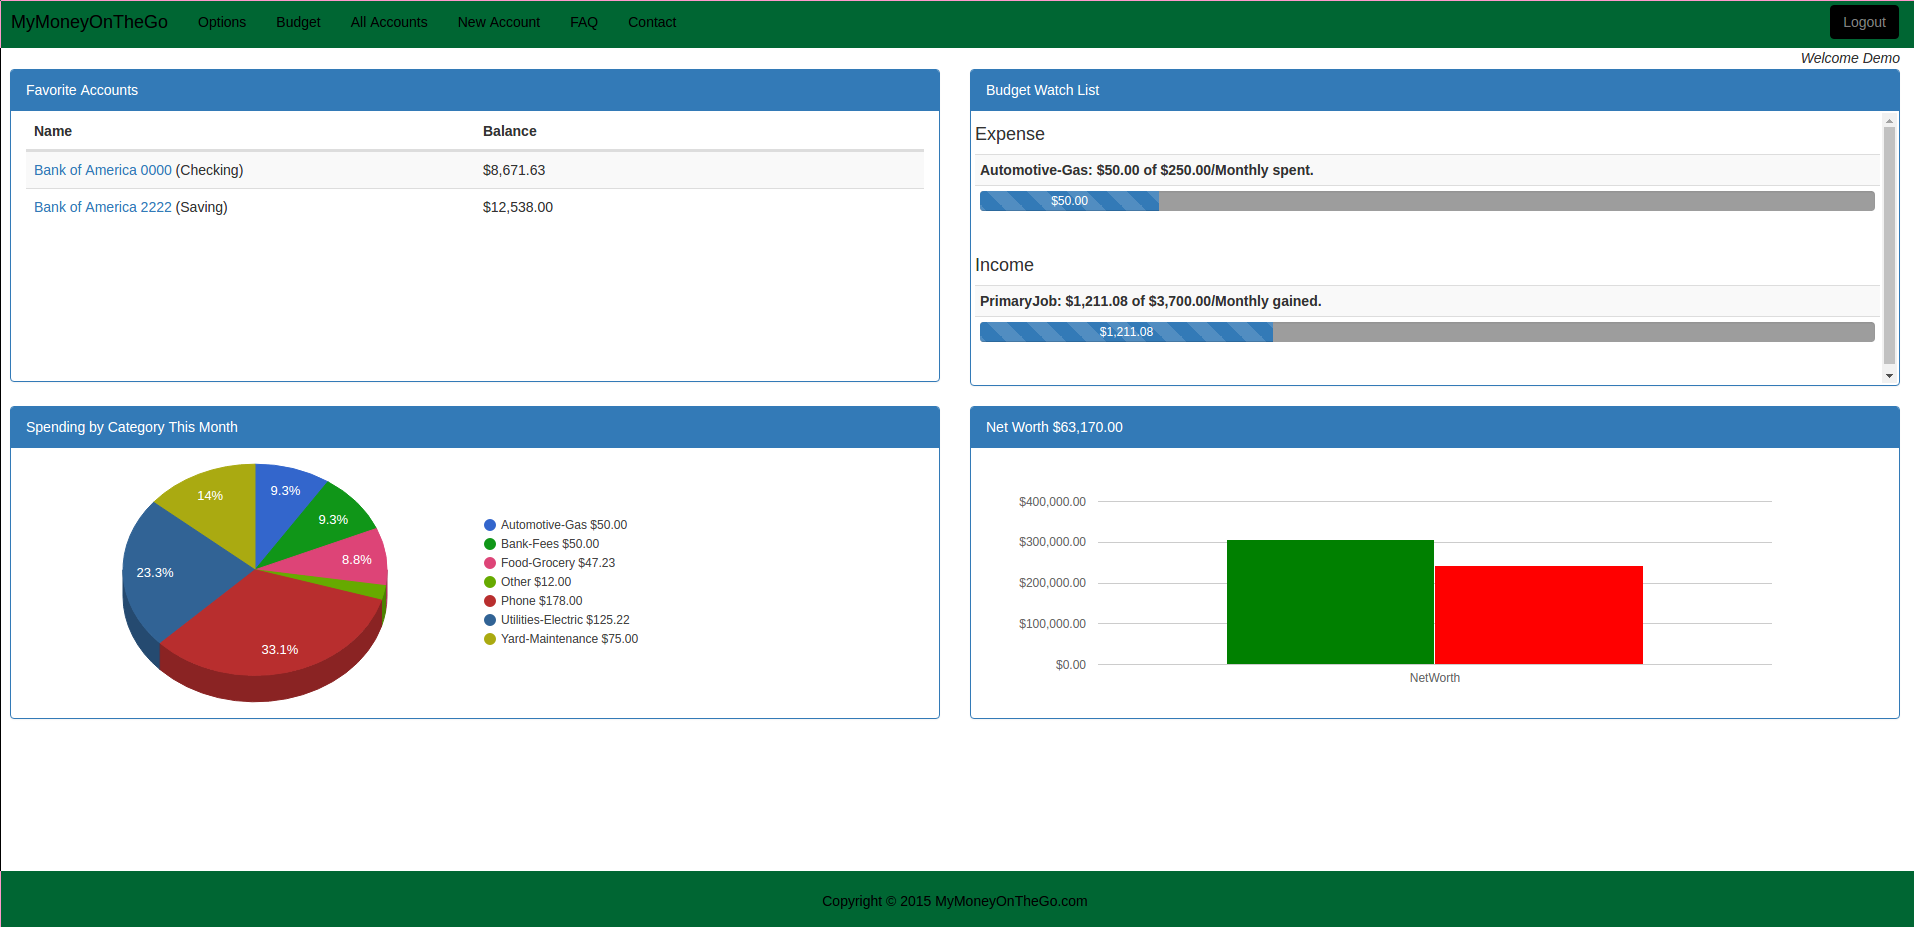 MyMoneyOnTheGo Options Budget All Accounts New Account FAQ Contact Logout
Welcome Demo
Favorite Accounts
Name Balance
Bank of America 0000 (Checking) $8,671.63
Bank of America 2222 (Saving) $12,538.00
Budget Watch List
Expense
Automotive-Gas: $50.00 of $250.00/Monthly spent.
$50.00
Income
PrimaryJob: $1,211.08 of $3,700.00/Monthly gained.
$1,211.08
Spending by Category This Month
9.3%
9.3%
8.8%
33.1%
23.3%
14%
Automotive-Gas $50.00
Bank-Fees $50.00
Food-Grocery $47.23
Other $12.00
Phone $178.00
Utilities-Electric $125.22
Yard-Maintenance $75.00
Net Worth $63,170.00
$400,000.00
$300,000.00
$200,000.00
$100,000.00
$0.00
NetWorth
Copyright © 2015 MyMoneyOnTheGo.com